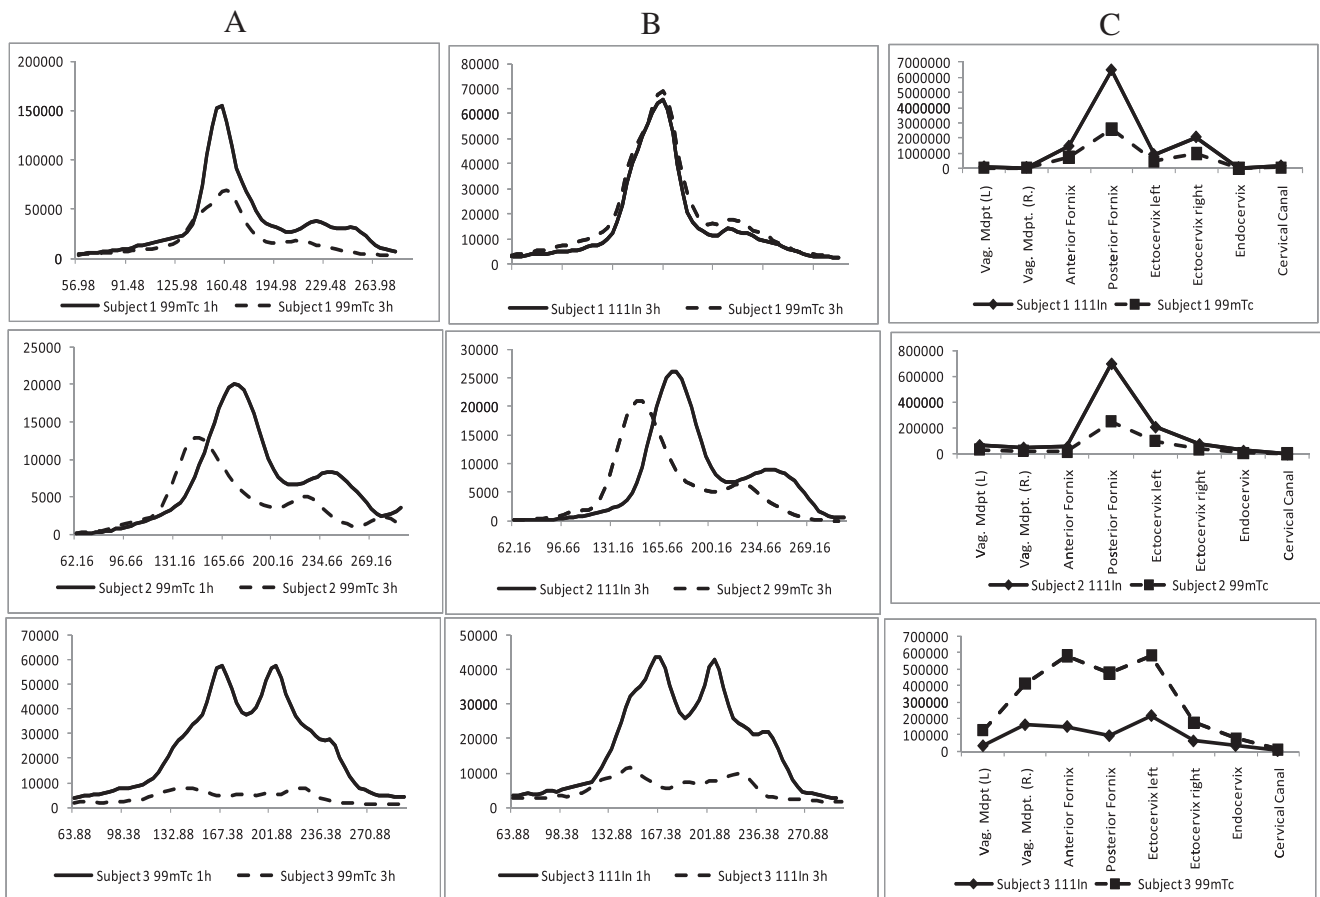 A B C
200000
150000
100000
50000
0
56.98 91.48 125.98 160.48 194.98 229.48 263.98
Subject 1 99mTc 1h Subject 1 99mTc 3h
80000
70000
60000
50000
40000
30000
20000
10000
0
Subject 1 111In 3h Subject 1 99mTc 3h
7000000
6000000
5000000
4000000
3000000
2000000
1000000
0
Vag. Mdpt (L)
Vag. Mdpt. (R.)
Anterior Fornix
Posterior Fornix
Ectocervix left
Ectocervix right
Endocervix
Cervical Canal
Subject 1 111In Subject 1 99mTc
25000
20000
15000
10000
5000
0
62.16 96.66 131.16 165.66 200.16 234.66 269.16
Subject 2 99mTc 1h Subject 2 99mTc 3h
30000
25000
20000
15000
10000
5000
0
62.16 96.66 131.16 165.66 200.16 234.66 269.16
Subject 2 111In 3h Subject 2 99mTc 3h
800000
600000
400000
200000
0
Vag. Mdpt (L)
Vag. Mdpt. (R.)
Anterior Fornix
Posterior Fornix
Ectocervix left
Ectocervix right
Endocervix
Cervical Canal
Subject 2 111In Subject 2 99mTc
70000
60000
50000
40000
30000
20000
10000
0
63.88 98.38 132.88 167.38 201.88 236.38 270.88
Subject 3 99mTc 1h Subject 3 99mTc 3h
50000
40000
30000
20000
10000
0
63.88 98.38 132.88 167.38 201.88 236.38 270.88
Subject 3 111In 1h Subject 3 111In 3h
700000
600000
500000
400000
300000
200000
100000
0
Vag. Mdpt (L)
Vag. Mdpt. (R.)
Anterior Fornix
Posterior Fornix
Ectocervix left
Ectocervix right
Endocervix
Cervical Canal
Subject 3 111In Subject 3 99mTc